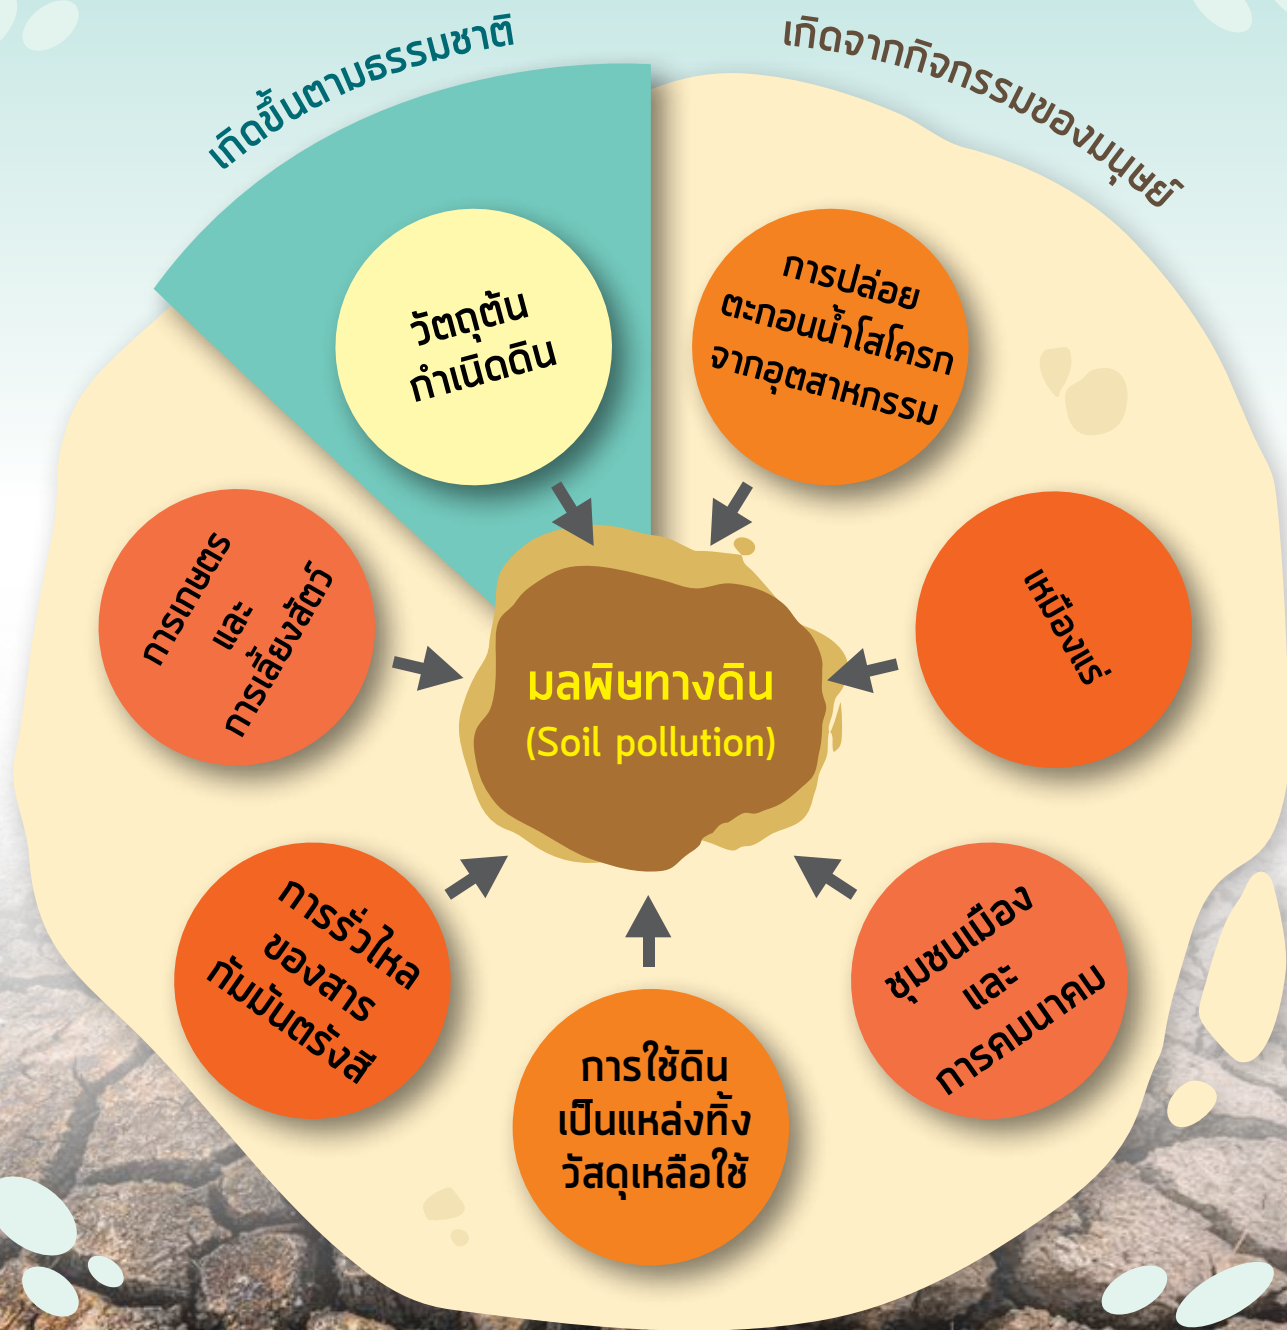 เกิดขึ้นตามธรรมชาติ
เกิดจากกิจกรรมของมนุษย์
วัตถุต้น
กำเนิดดิน
การปล่อย
ตะกอนน้ำโสโครก
จากอุตสาหกรรม
เหมืองแร่
ชุมชนเมือง
และ
การคมนาคม
การใช้ดิน
เป็นแหล่งทิ้ง
วัสดุเหลือใช้
การรั่วไหล
ของสาร
กัมมันตรังสี
การเกษตร
และ
การเลี้ยงสัตว์
มลพิษทางดิน
(Soil pollution)